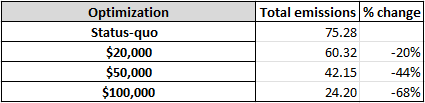 Optimization Total emissions % change
Status-quo 75.28
$20,000 60.32 -20%
$50,000 42.15 -44%
$100,000 24.20 -68%